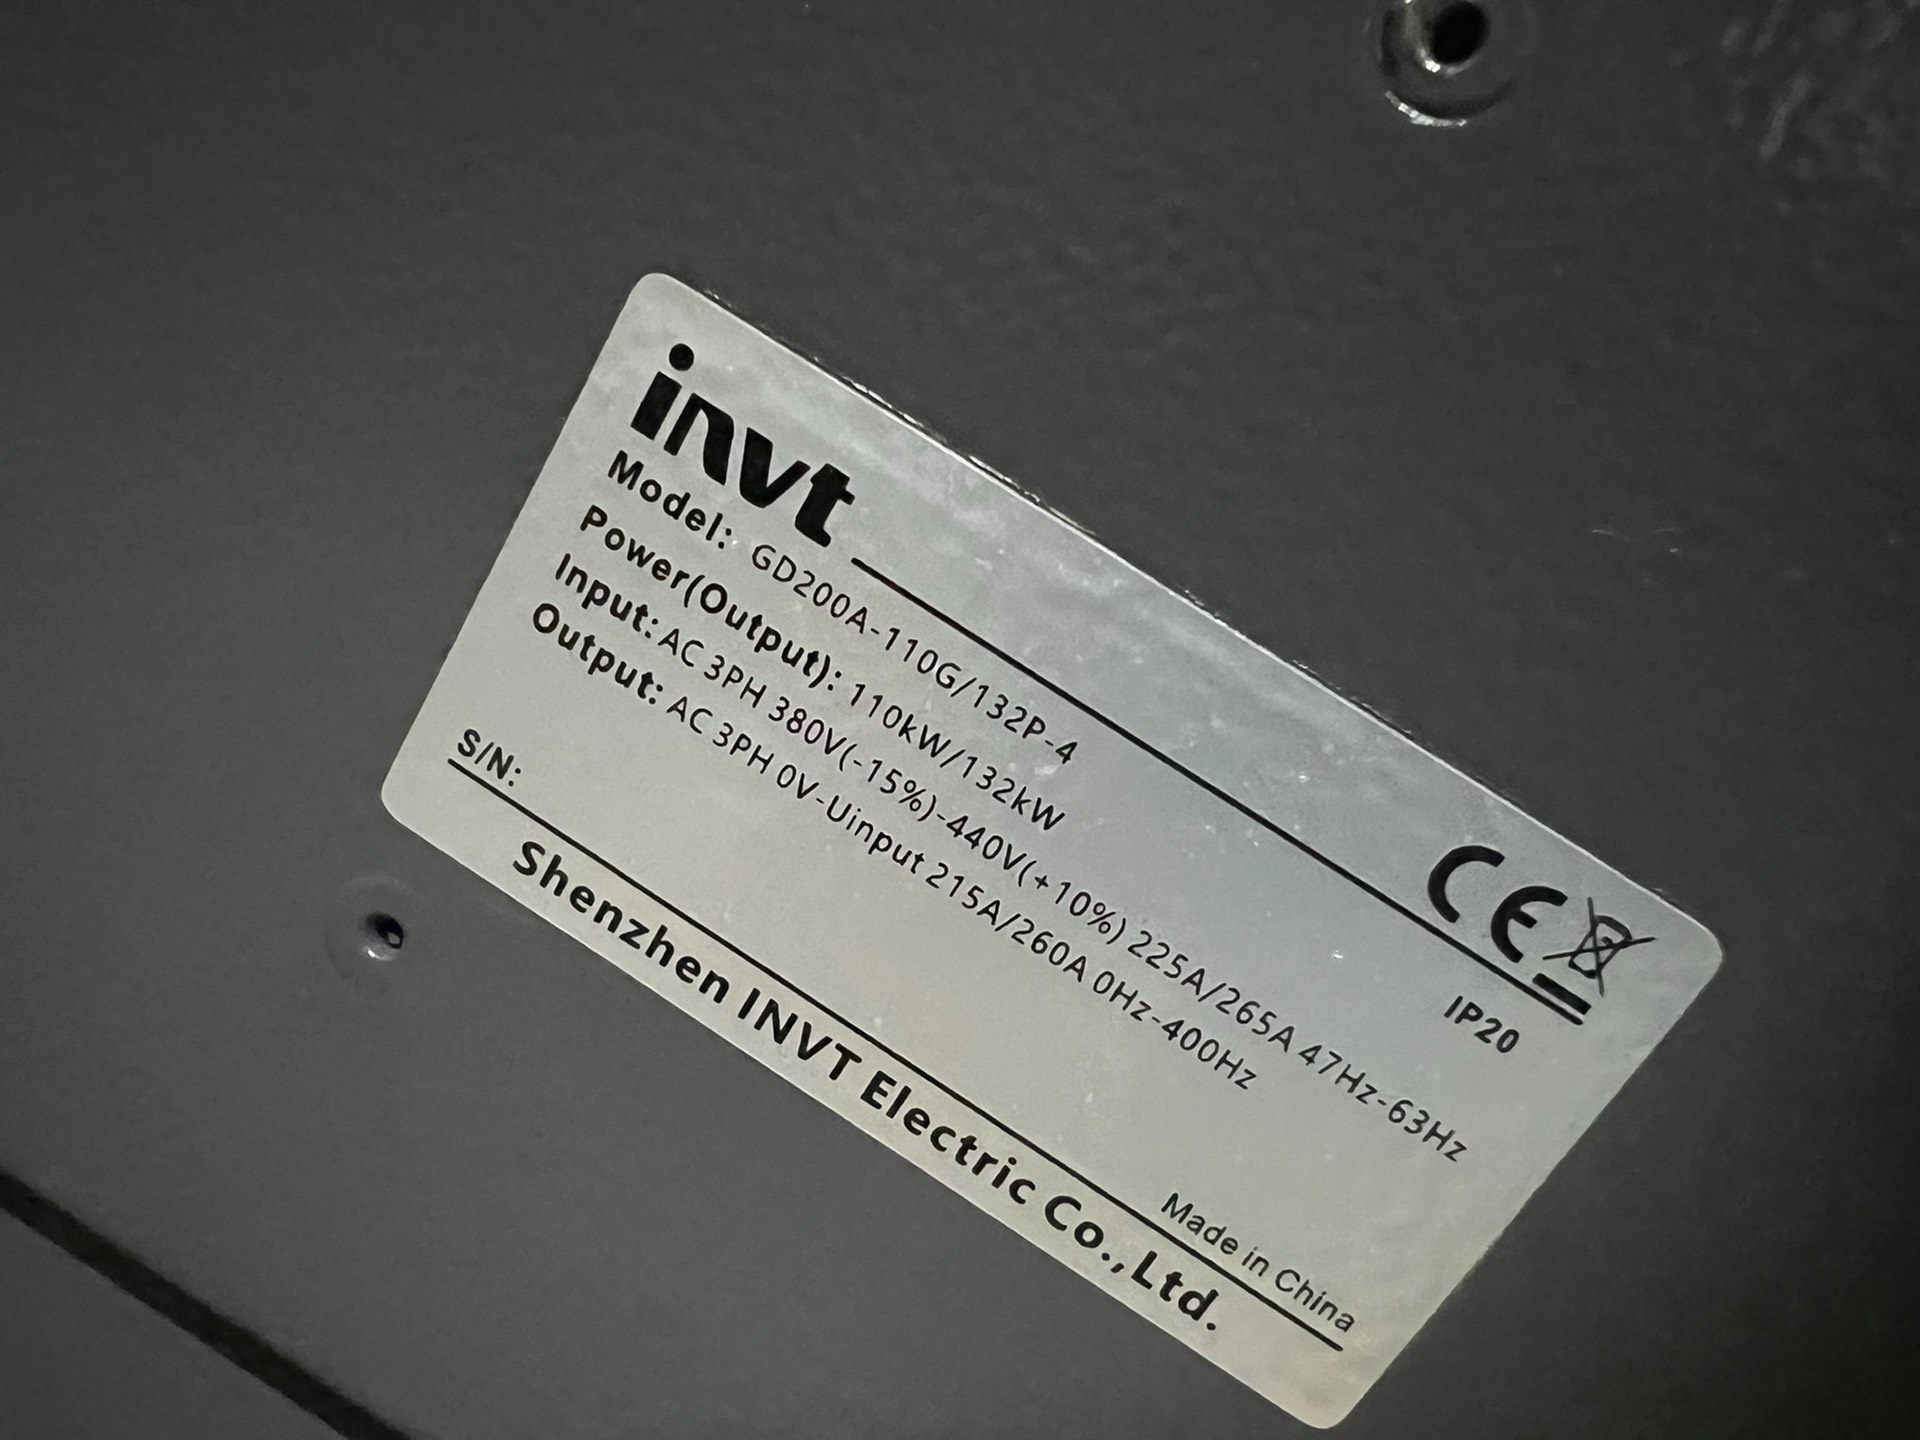 invt
CE
Model: GD200A-110G/132P-4
IP20
Power(Output): 110kW/132kW
Input: AC 3PH 380V(-15%)-440V(+10%) 225A/265A 47Hz-63Hz
Output: AC 3PH 0V-Uinput 215A/260A 0Hz-400Hz
S/N:
Made in China
Shenzhen INVT Electric Co.,Ltd.